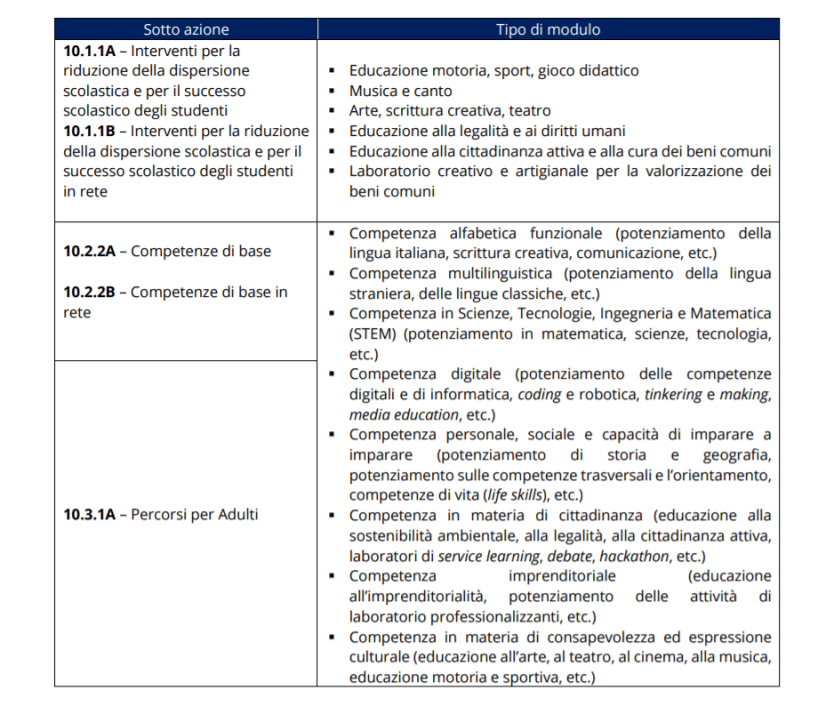 Sotto azione
Tipo di modulo
10.1.1A – Interventi per la
riduzione della dispersione
scolastica e per il successo
scolastico degli studenti
10.1.1B – Interventi per la riduzione
della dispersione scolastica e per il
successo scolastico degli studenti
in rete
▪ Educazione motoria, sport, gioco didattico
▪ Musica e canto
▪ Arte, scrittura creativa, teatro
▪ Educazione alla legalità e ai diritti umani
▪ Educazione alla cittadinanza attiva e alla cura dei beni comuni
▪ Laboratorio creativo e artigianale per la valorizzazione dei
beni comuni
10.2.2A – Competenze di base
10.2.2B – Competenze di base in
rete
10.3.1A – Percorsi per Adulti
▪ Competenza alfabetica funzionale (potenziamento della
lingua italiana, scrittura creativa, comunicazione, etc.)
▪ Competenza multilinguistica (potenziamento della lingua
straniera, delle lingue classiche, etc.)
▪ Competenza in Scienze, Tecnologie, Ingegneria e Matematica
(STEM) (potenziamento in matematica, scienze, tecnologia,
etc.)
▪ Competenza digitale (potenziamento delle competenze
digitali e di informatica, coding e robotica, tinkering e making,
media education, etc.)
▪ Competenza personale, sociale e capacità di imparare a
imparare (potenziamento di storia e geografia,
potenziamento sulle competenze trasversali e l'orientamento,
competenze di vita (life skills), etc.)
▪ Competenza in materia di cittadinanza (educazione alla
sostenibilità ambientale, alla legalità, alla cittadinanza attiva,
laboratori di service learning, debate, hackathon, etc.)
▪ Competenza imprenditoriale (educazione
all'imprenditorialità, potenziamento delle attività di
laboratorio professionalizzanti, etc.)
▪ Competenza in materia di consapevolezza ed espressione
culturale (educazione all'arte, al teatro, al cinema, alla musica,
educazione motoria e sportiva, etc.)